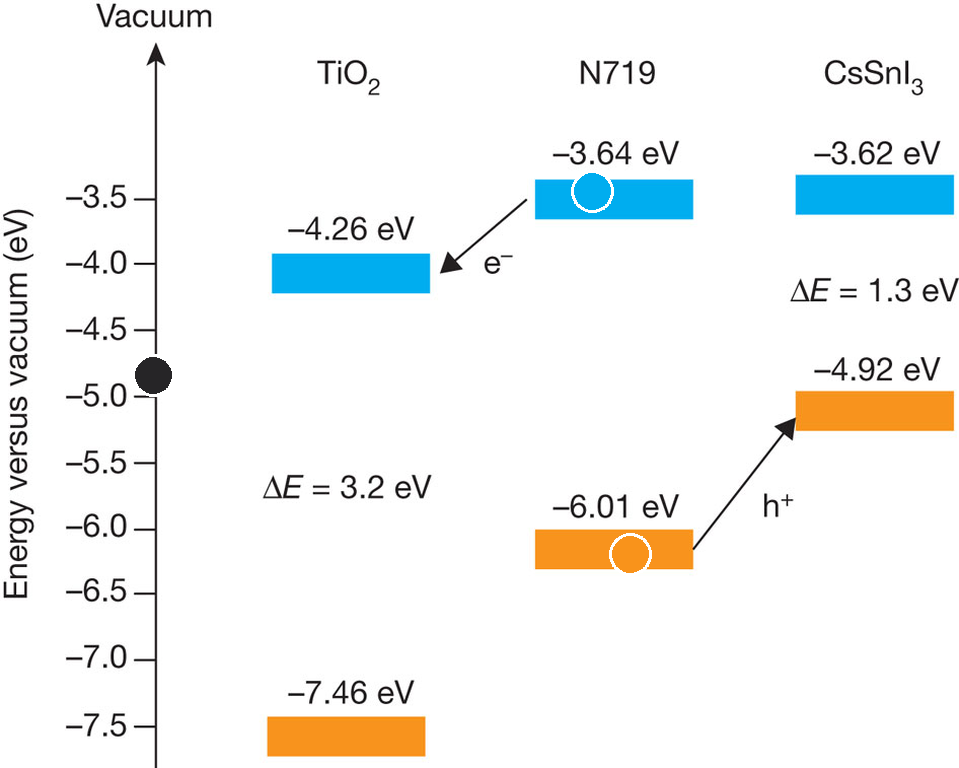 Vacuum
TiO₂
N719
CsSnI₃
Energy versus vacuum (eV)
–3.5
–4.0
–4.5
–5.0
–5.5
–6.0
–6.5
–7.0
–7.5
–3.64 eV
–3.62 eV
–4.26 eV
e⁻
ΔE = 1.3 eV
–4.92 eV
ΔE = 3.2 eV
–6.01 eV
h⁺
–7.46 eV